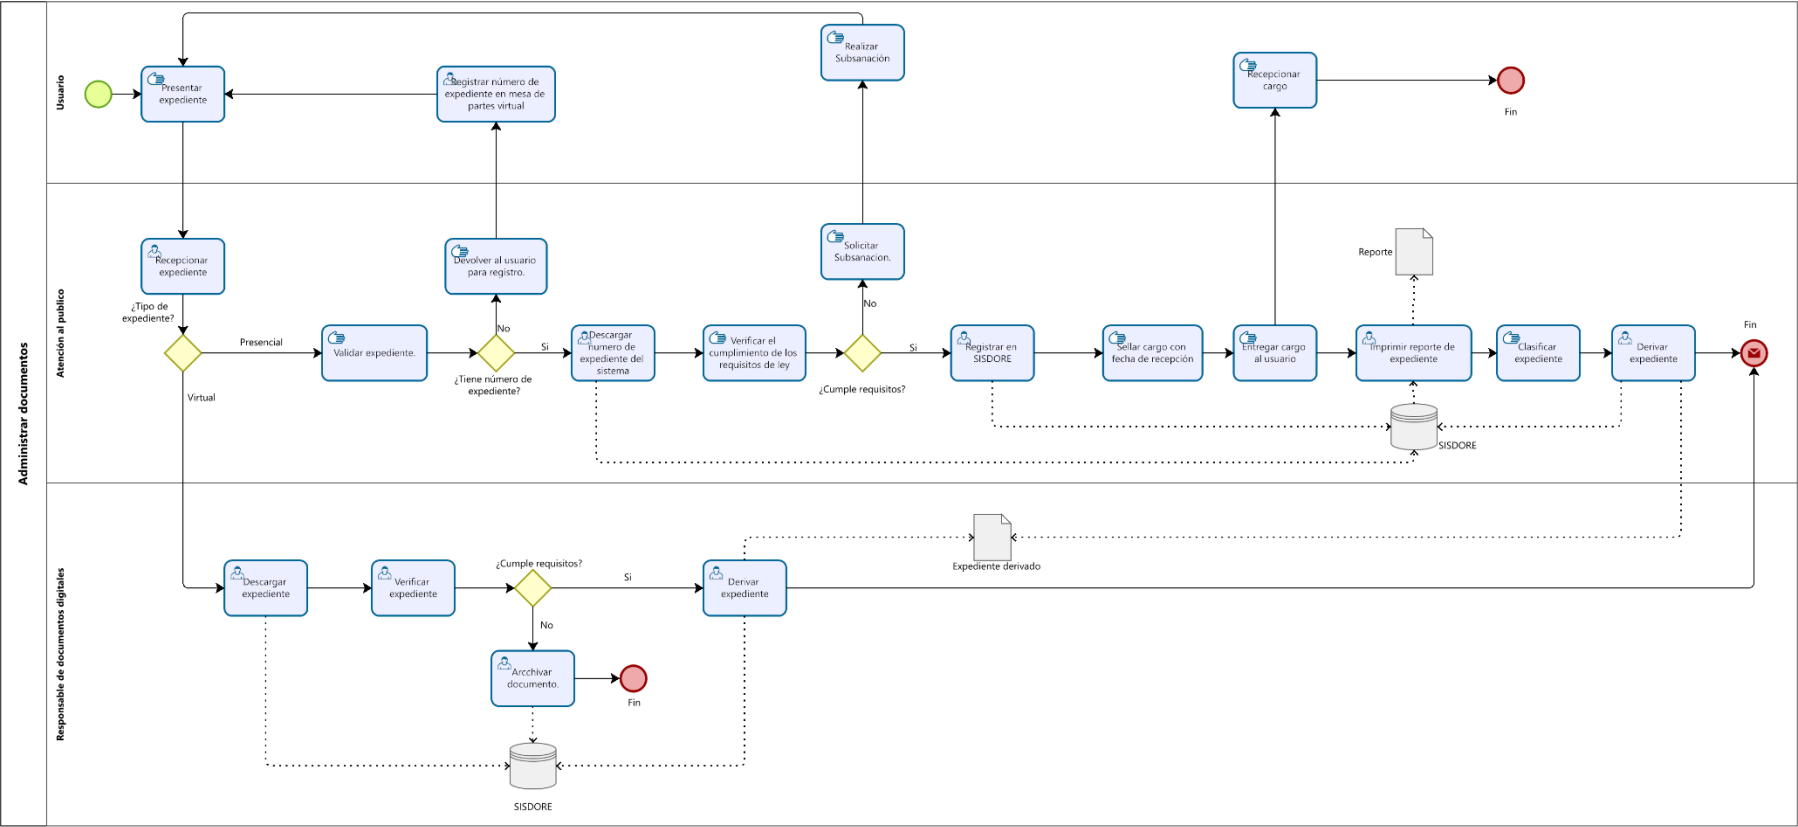 Administrar documentos
Usuario
Presentar
expediente
Registrar número de
expediente en mesa de
partes virtual
Realizar
Subsanación
Recepcionar
cargo
Fin
Atención al publico
Recepcionar
expediente
¿Tipo de
expediente?
Presencial
Virtual
Validar expediente.
Devolver al usuario
para registro.
No
¿Tiene número de
expediente?
Si
Descargar
numero de
expediente del
sistema
Verificar el
cumplimiento de los
requisitos de ley
Solicitar
Subsanacion.
No
¿Cumple requisitos?
Si
Registrar en
SISDORE
Sellar cargo con
fecha de recepción
Entregar cargo
al usuario
Reporte
Imprimir reporte de
expediente
SISDORE
Clasificar
expediente
Derivar
expediente
Fin
Responsable de documentos digitales
Descargar
expediente
Verificar
expediente
¿Cumple requisitos?
Si
No
Arcchivar
documento.
Fin
SISDORE
Derivar
expediente
Expediente derivado